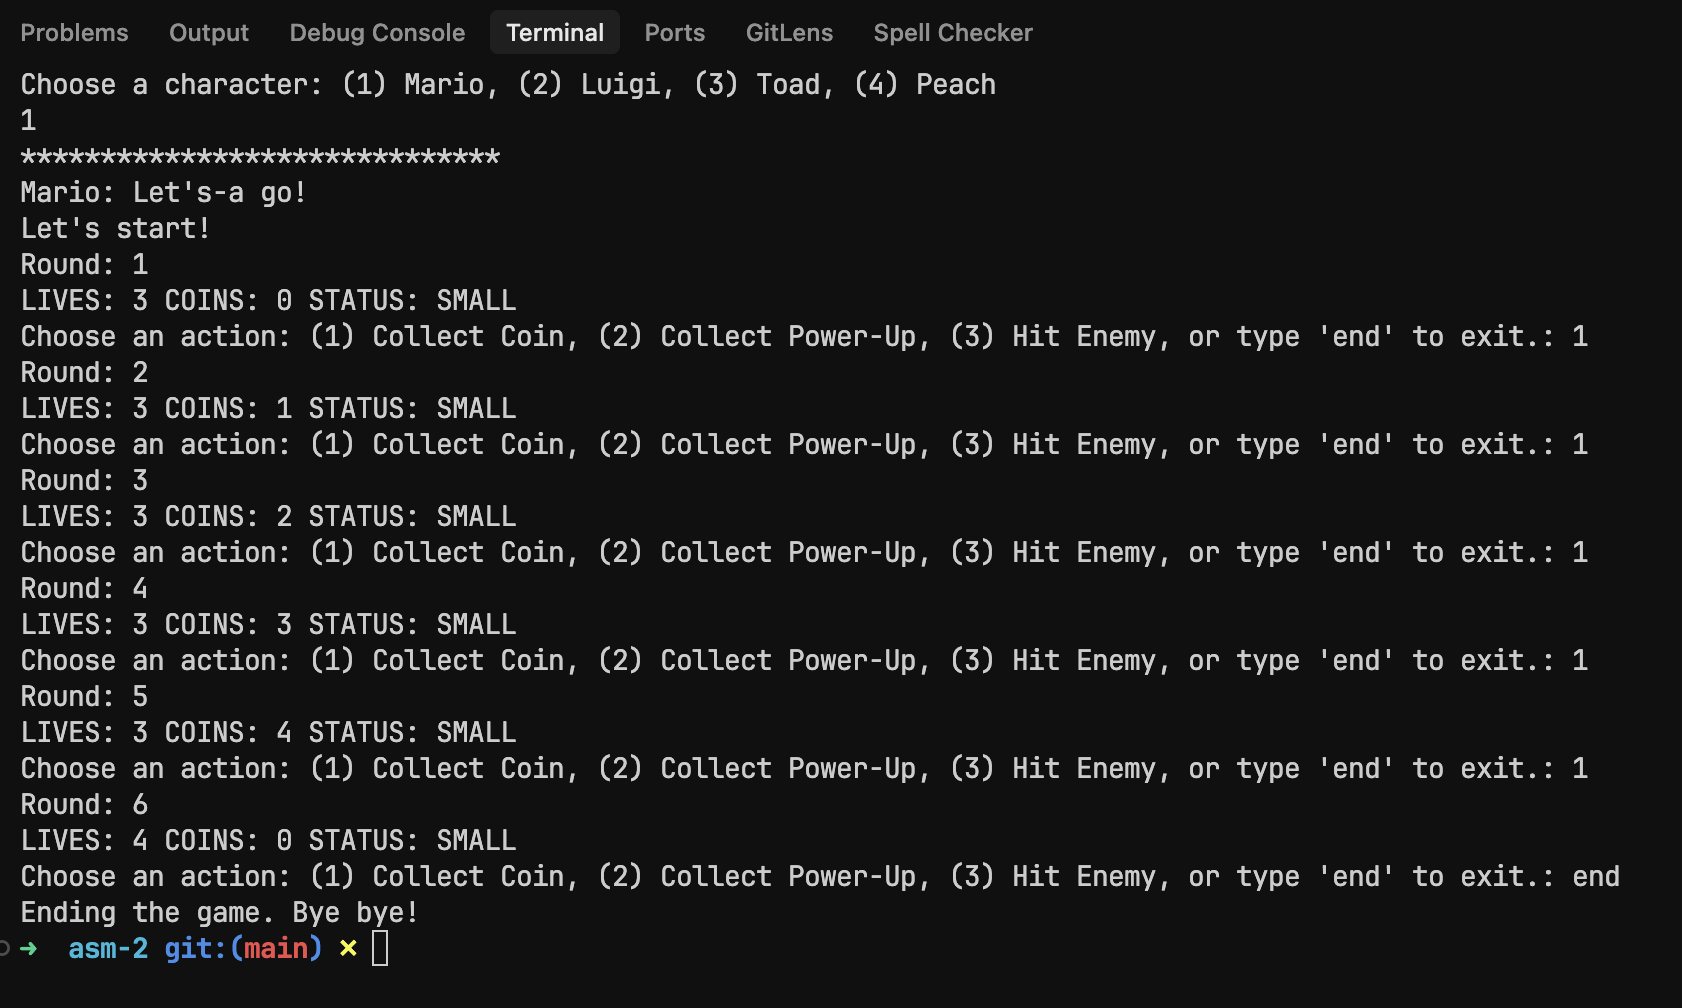 Problems Output Debug Console Terminal Ports GitLens Spell Checker
Choose a character: (1) Mario, (2) Luigi, (3) Toad, (4) Peach
1
******************************
Mario: Let's-a go!
Let's start!
Round: 1
LIVES: 3 COINS: 0 STATUS: SMALL
Choose an action: (1) Collect Coin, (2) Collect Power-Up, (3) Hit Enemy, or type 'end' to exit.: 1
Round: 2
LIVES: 3 COINS: 1 STATUS: SMALL
Choose an action: (1) Collect Coin, (2) Collect Power-Up, (3) Hit Enemy, or type 'end' to exit.: 1
Round: 3
LIVES: 3 COINS: 2 STATUS: SMALL
Choose an action: (1) Collect Coin, (2) Collect Power-Up, (3) Hit Enemy, or type 'end' to exit.: 1
Round: 4
LIVES: 3 COINS: 3 STATUS: SMALL
Choose an action: (1) Collect Coin, (2) Collect Power-Up, (3) Hit Enemy, or type 'end' to exit.: 1
Round: 5
LIVES: 3 COINS: 4 STATUS: SMALL
Choose an action: (1) Collect Coin, (2) Collect Power-Up, (3) Hit Enemy, or type 'end' to exit.: 1
Round: 6
LIVES: 4 COINS: 0 STATUS: SMALL
Choose an action: (1) Collect Coin, (2) Collect Power-Up, (3) Hit Enemy, or type 'end' to exit.: end
Ending the game. Bye bye!
➜ asm-2 git:(main) ✗